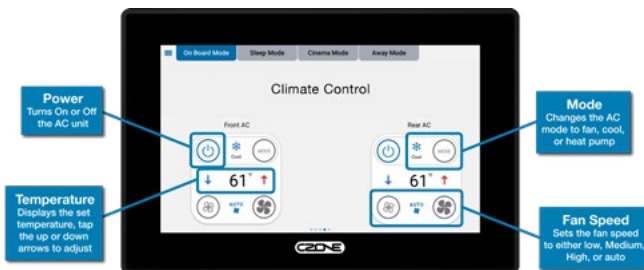 On Board Mode
Sleep Mode
Cinema Mode
Away Mode
Climate Control
Front AC
Rear AC
Cool
MODE
61°
AUTO
Cool
MODE
61°
AUTO
CZONE
Power
Turns On or Off
the AC unit
Temperature
Displays the set
temperature, tap
the up or down
arrows to adjust
Mode
Changes the AC
mode to fan, cool,
or heat pump
Fan Speed
Sets the fan speed
to either low, Medium,
High, or auto